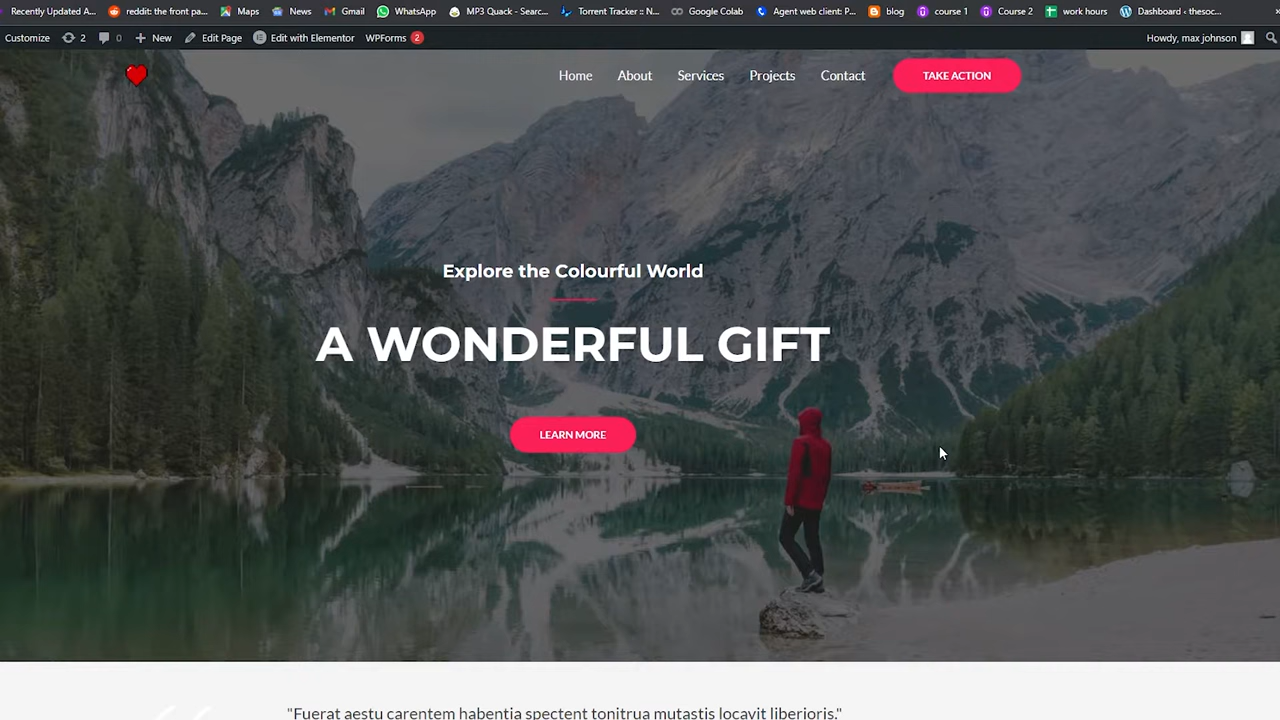 Recently Updated A... reddit: the front pa... Maps News Gmail WhatsApp MP3 Quack - Searc... Torrent Tracker :: N... Google Colab Agent web client: P... blog course 1 Course 2 work hours Dashboard ‹ thesoc...
Customize 2 0 New Edit Page Edit with Elementor WPForms 2 Howdy, max johnson
Home About Services Projects Contact TAKE ACTION
Explore the Colourful World
A WONDERFUL GIFT
LEARN MORE
"Fuerat aestu carentem habentia spectent tonitrua mutastis locavit liberioris."